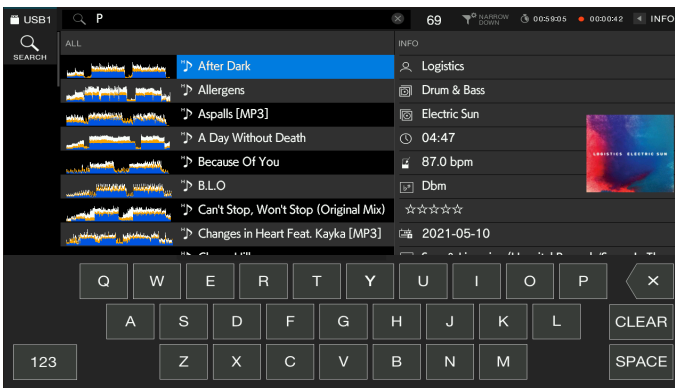 USB1 P 69 NARROW DOWN 00:59:05 00:00:42 INFO
SEARCH
ALL
INFO
After Dark
Allergens
Aspalls [MP3]
A Day Without Death
Because Of You
B.L.O
Can't Stop, Won't Stop (Original Mix)
Changes in Heart Feat. Kayka [MP3]
Logistics
Drum & Bass
Electric Sun
04:47
87.0 bpm
Dbm
2021-05-10
LOGISTICS ELECTRIC SUN
Q W E R T Y U I O P X
A S D F G H J K L CLEAR
123 Z X C V B N M SPACE